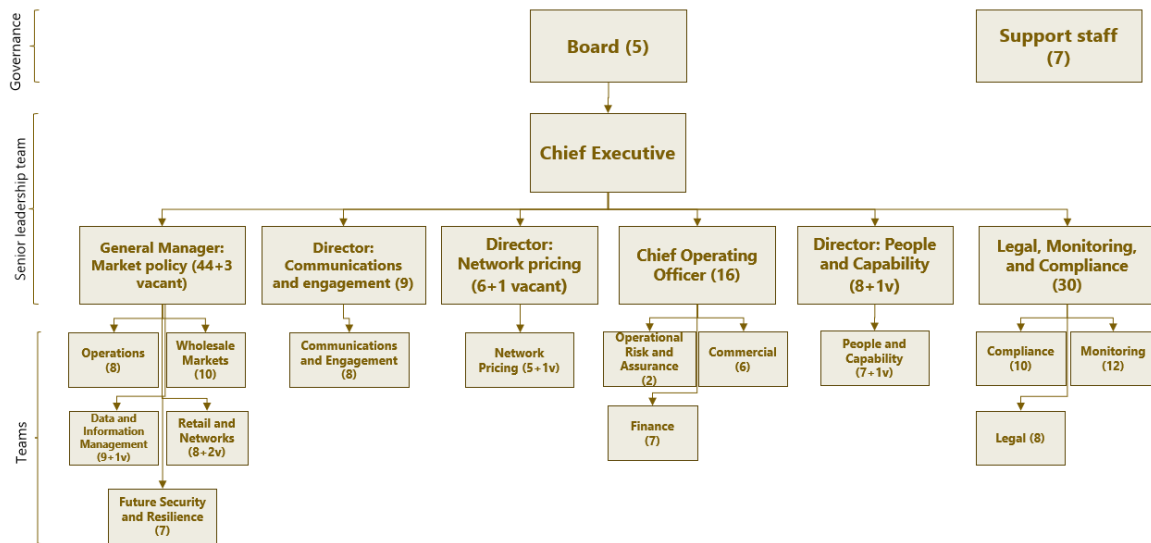 Governance
Board (5)
Support staff
(7)
Senior leadership team
Chief Executive
General Manager:
Market policy (44+3
vacant)
Director:
Communications
and engagement (9)
Director:
Network pricing
(6+1 vacant)
Chief Operating
Officer (16)
Director: People
and Capability
(8+1v)
Legal, Monitoring,
and Compliance
(30)
Teams
Operations
(8)
Wholesale
Markets
(10)
Communications
and Engagement
(8)
Network
Pricing (5+1v)
Operational
Risk and
Assurance
(2)
Commercial
(6)
People and
Capability
(7+1v)
Compliance
(10)
Monitoring
(12)
Data and
Information
Management
(9+1v)
Retail and
Networks
(8+2v)
Finance
(7)
Legal (8)
Future Security
and Resilience
(7)